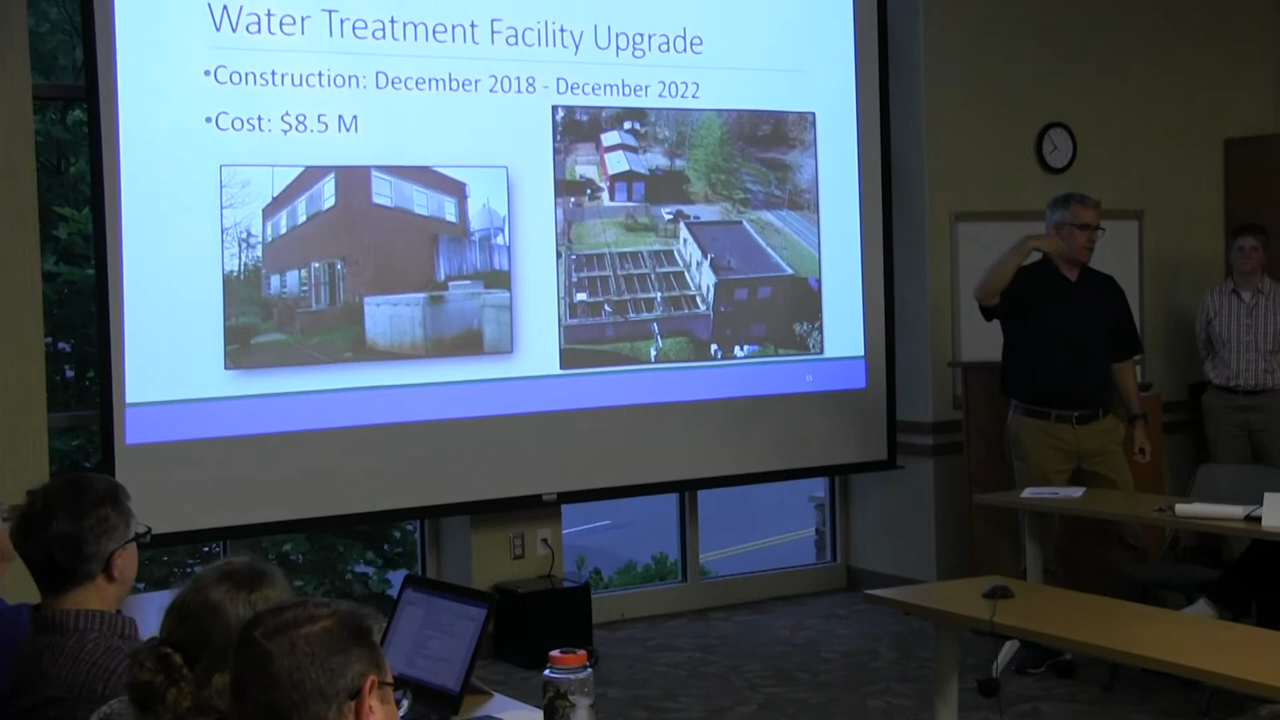 Water Treatment Facility Upgrade
•Construction: December 2018 - December 2022
•Cost: $8.5 M